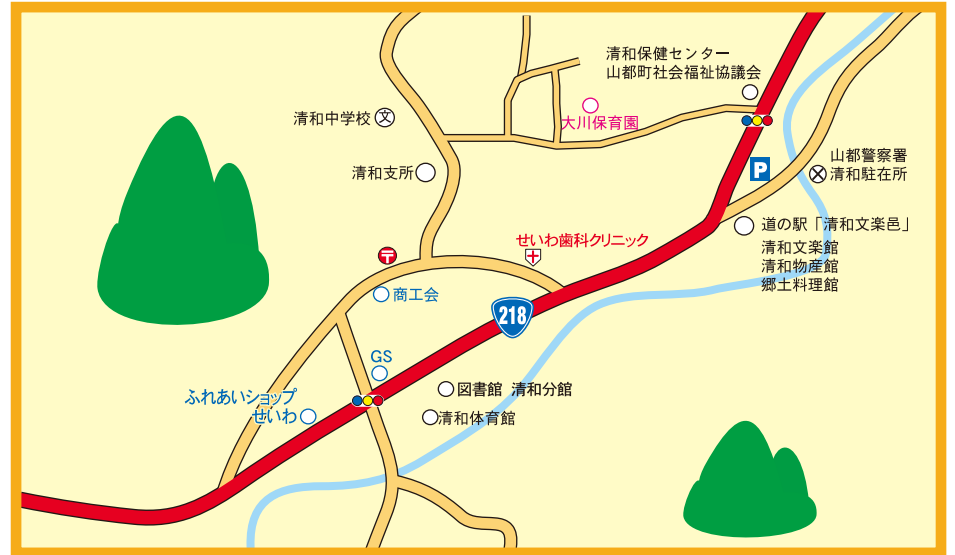 清和保健センター
山都町社会福祉協議会
大川保育園
清和中学校
文
清和支所
P
山都警察署
清和駐在所
道の駅「清和文楽邑」
清和文楽館
清和物産館
郷土料理館
せいわ歯科クリニック
〒
商工会
218
GS
図書館 清和分館
ふれあいショップ
せいわ
清和体育館